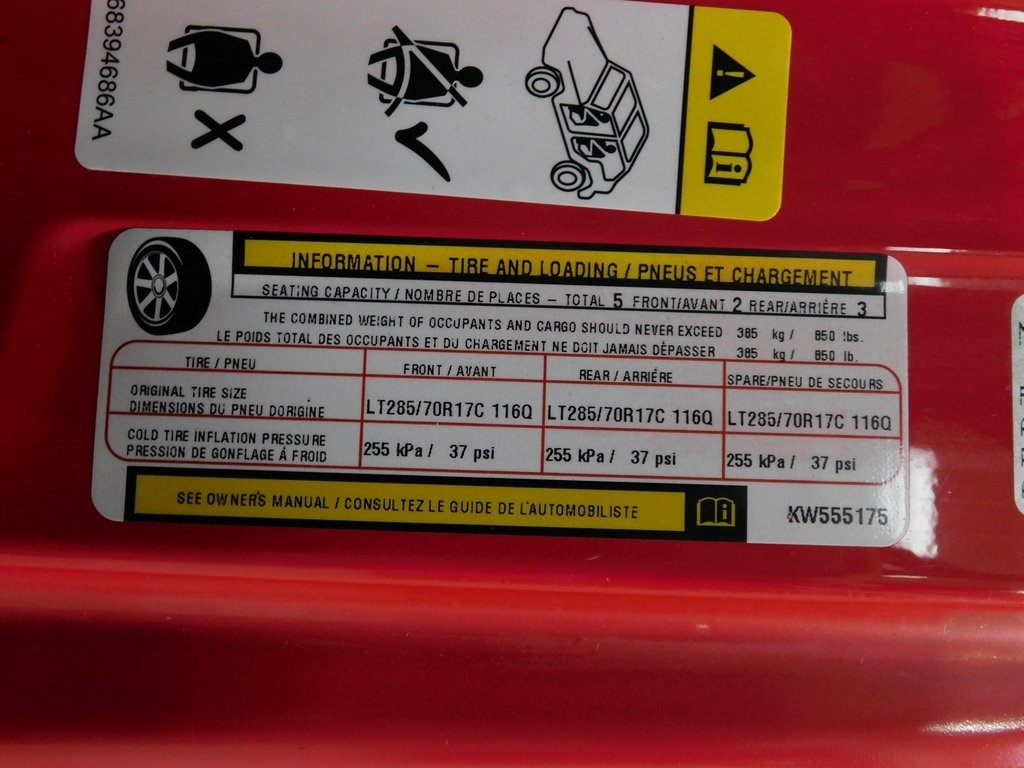 68394686AA
INFORMATION – TIRE AND LOADING / PNEUS ET CHARGEMENT
SEATING CAPACITY / NOMBRE DE PLACES – TOTAL 5 FRONT/AVANT 2 REAR/ARRIÈRE 3
THE COMBINED WEIGHT OF OCCUPANTS AND CARGO SHOULD NEVER EXCEED 385 kg / 850 lbs.
LE POIDS TOTAL DES OCCUPANTS ET DU CHARGEMENT NE DOIT JAMAIS DÉPASSER 385 kg / 850 lb.
TIRE / PNEU FRONT / AVANT REAR / ARRIÉRE SPARE/PNEU DE SECOURS
ORIGINAL TIRE SIZE
DIMENSIONS DU PNEU DORIGINE LT285/70R17C 116Q LT285/70R17C 116Q LT285/70R17C 116Q
COLD TIRE INFLATION PRESSURE
PRESSION DE GONFLAGE À FROID 255 kPa / 37 psi 255 kPa / 37 psi 255 kPa / 37 psi
SEE OWNER'S MANUAL / CONSULTEZ LE GUIDE DE L'AUTOMOBILISTE
KW555175